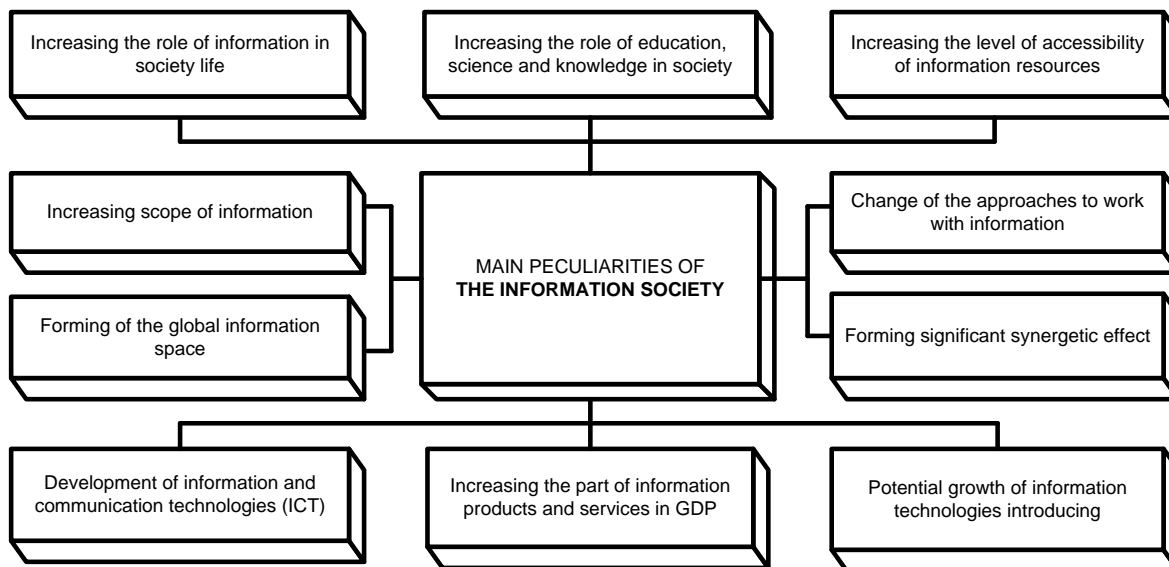 Increasing the role of information in
society life
Increasing the role of education,
science and knowledge in society
Increasing the level of accessibility
of information resources
Increasing scope of information
Change of the approaches to work
with information
MAIN PECULIARITIES OF
THE INFORMATION SOCIETY
Forming of the global information
space
Forming significant synergetic effect
Development of information and
communication technologies (ICT)
Increasing the part of information
products and services in GDP
Potential growth of information
technologies introducing